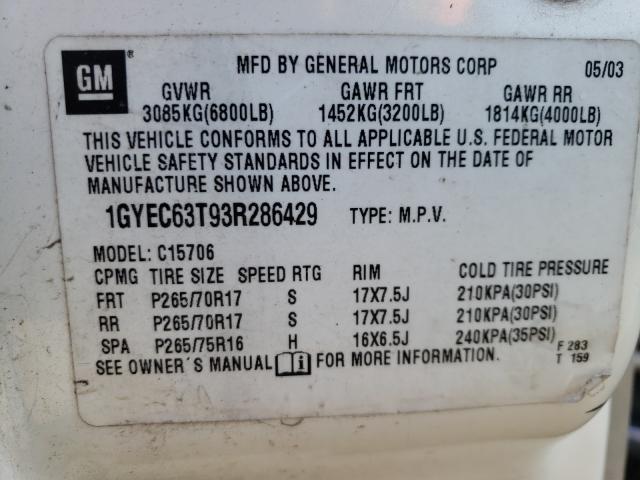 GM ® MFD BY GENERAL MOTORS CORP 05/03
GVWR GAWR FRT GAWR RR
3085KG(6800LB) 1452KG(3200LB) 1814KG(4000LB)
THIS VEHICLE CONFORMS TO ALL APPLICABLE U.S. FEDERAL MOTOR
VEHICLE SAFETY STANDARDS IN EFFECT ON THE DATE OF
MANUFACTURE SHOWN ABOVE.
1GYEC63T93R286429 TYPE: M.P.V.
MODEL: C15706
CPMG TIRE SIZE SPEED RTG RIM COLD TIRE PRESSURE
FRT P265/70R17 S 17X7.5J 210KPA(30PSI)
RR P265/70R17 S 17X7.5J 210KPA(30PSI)
SPA P265/75R16 H 16X6.5J 240KPA(35PSI) F 283
SEE OWNER'S MANUAL i FOR MORE INFORMATION. T 159